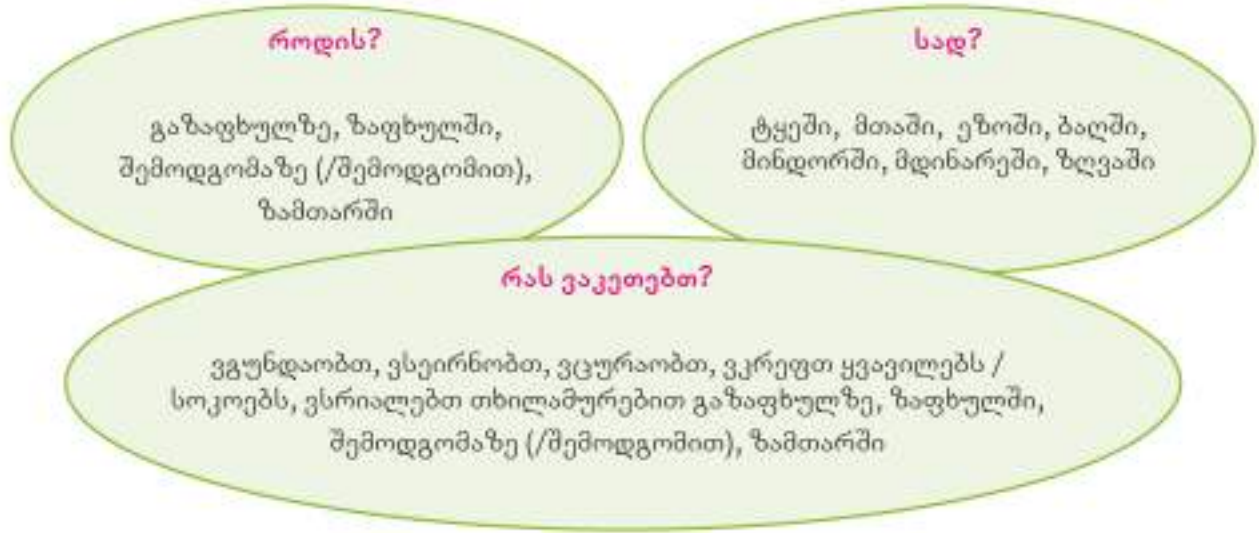 როდის?
გაზაფხულზე, ზაფხულში,
შემოდგომაზე (/შემოდგომით),
ზამთარში
სად?
ტყეში, მთაში, ეზოში, ბაღში,
მინდორში, მდინარეში, ზღვაში
რას ვაკეთებთ?
ვგუნდაობთ, ვსეირნობთ, ვცურაობთ, ვკრეფთ ყვავილებს /
სოკოებს, ვსრიალებთ თხილამურებით გაზაფხულზე, ზაფხულში,
შემოდგომაზე (/შემოდგომით), ზამთარში